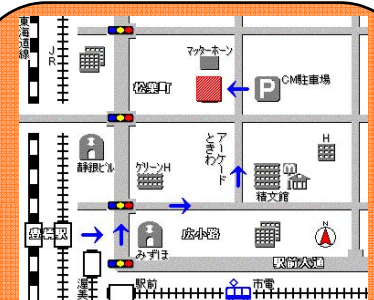 東海道線
JR
マッターホーン
松葉町
P
CM駐車場
静銀ビル
グリーンH
アーケード
ときわ
H
M
精文館
豊橋駅
みずほ
広小路
駅前大通
渥美
駅前
市電